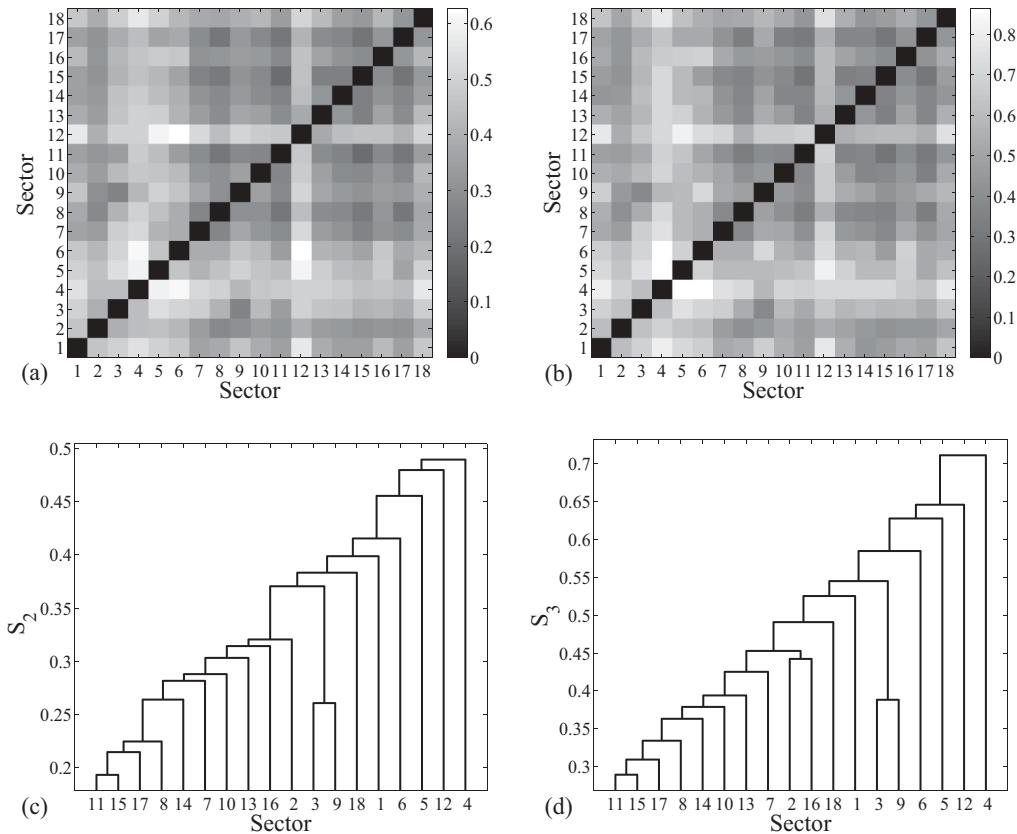 18 17 16 15 14 13 12 11 10 9 8 7 6 5 4 3 2 1
Sector
1 2 3 4 5 6 7 8 9 10 11 12 13 14 15 16 17 18
Sector
0.6 0.5 0.4 0.3 0.2 0.1 0
(a)
18 17 16 15 14 13 12 11 10 9 8 7 6 5 4 3 2 1
Sector
1 2 3 4 5 6 7 8 9 10 11 12 13 14 15 16 17 18
Sector
0.8 0.7 0.6 0.5 0.4 0.3 0.2 0.1 0
(b)
0.5 0.45 0.4 0.35 0.3 0.25 0.2
S2
11 15 17 8 14 7 10 13 16 2 3 9 18 1 6 5 12 4
Sector
(c)
0.7 0.65 0.6 0.55 0.5 0.45 0.4 0.35 0.3
S3
11 15 17 8 14 10 13 7 2 16 18 1 3 9 6 5 12 4
Sector
(d)